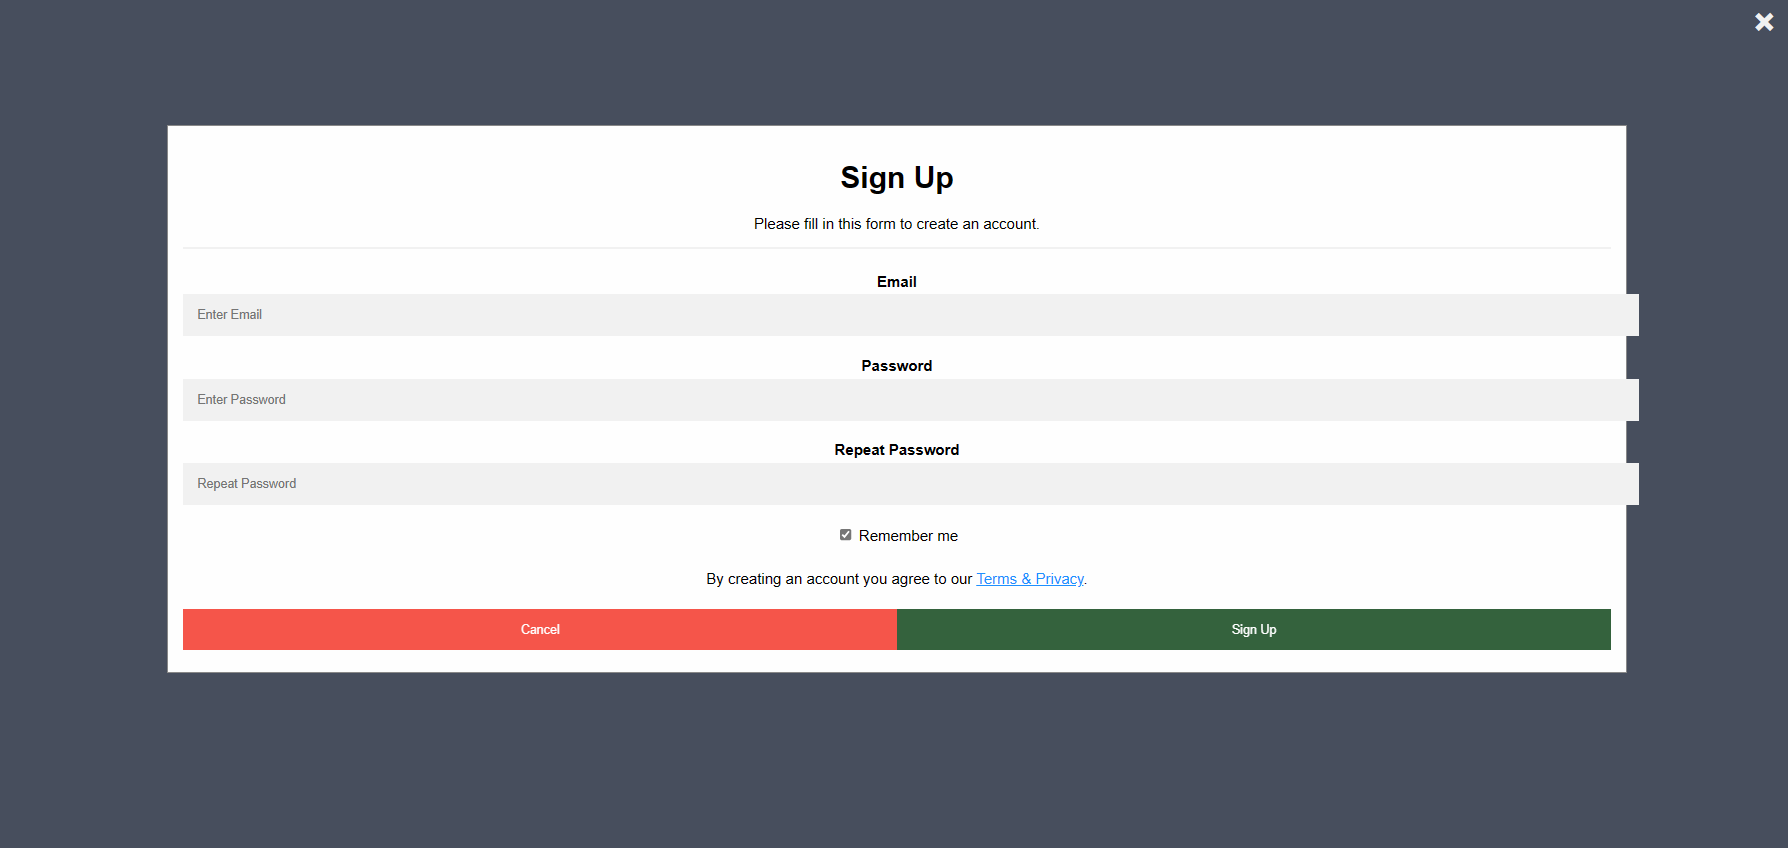 Sign Up
Please fill in this form to create an account.
Email
Enter Email
Password
Enter Password
Repeat Password
Repeat Password
Remember me
By creating an account you agree to our Terms & Privacy.
Cancel
Sign Up